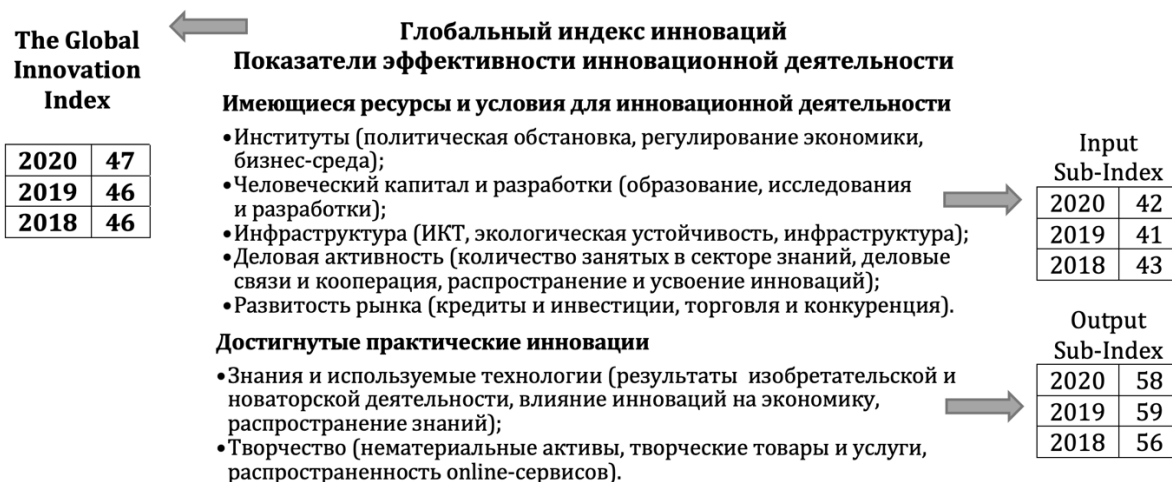 The Global
Innovation
Index
2020 47
2019 46
2018 46
Глобальный индекс инноваций
Показатели эффективности инновационной деятельности
Имеющиеся ресурсы и условия для инновационной деятельности
•Институты (политическая обстановка, регулирование экономики,
бизнес-среда);
•Человеческий капитал и разработки (образование, исследования
и разработки);
•Инфраструктура (ИКТ, экологическая устойчивость, инфраструктура);
•Деловая активность (количество занятых в секторе знаний, деловые
связи и кооперация, распространение и усвоение инноваций);
•Развитость рынка (кредиты и инвестиции, торговля и конкуренция).
Достигнутые практические инновации
•Знания и используемые технологии (результаты изобретательской и
новаторской деятельности, влияние инноваций на экономику,
распространение знаний);
•Творчество (нематериальные активы, творческие товары и услуги,
распространенность online-сервисов).
Input
Sub-Index
2020 42
2019 41
2018 43
Output
Sub-Index
2020 58
2019 59
2018 56